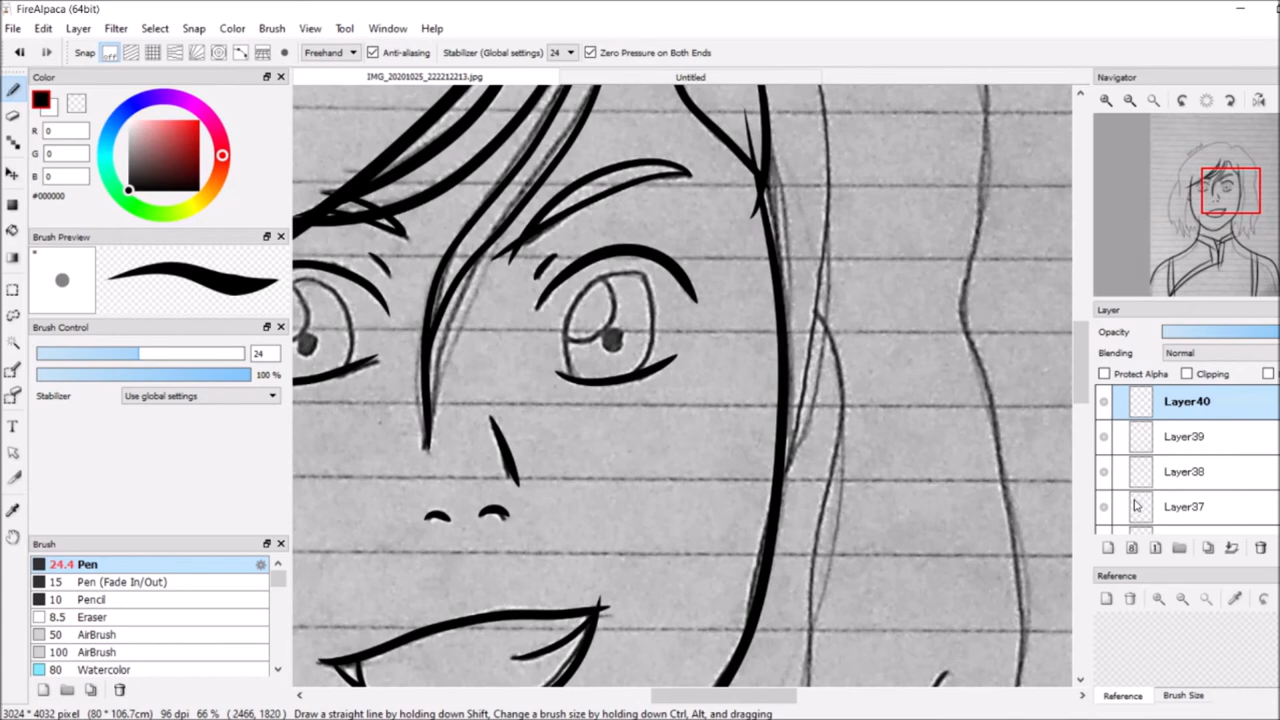 FireAlpaca (64bit)
File Edit Layer Filter Select Snap Color Brush View Tool Window Help
Snap off Freehand Anti-aliasing Stabilizer (Global settings) 24 Zero Pressure on Both Ends
Color
IMG_20201025_222212213.jpg
Untitled
Navigator
R 0
G 0
B 0
#000000
Brush Preview
Brush Control
24
100 %
Stabilizer Use global settings
Layer
Opacity
Blending Normal
Protect Alpha Clipping
Layer40
Layer39
Layer38
Layer37
Brush
24.4 Pen
15 Pen (Fade In/Out)
10 Pencil
8.5 Eraser
50 AirBrush
100 AirBrush
80 Watercolor
Reference
Reference Brush Size
3024 * 4032 pixel (80 * 106.7cm) 96 dpi 66 % (2466, 1820) Draw a straight line by holding down Shift, Change a brush size by holding down Ctrl, Alt, and dragging